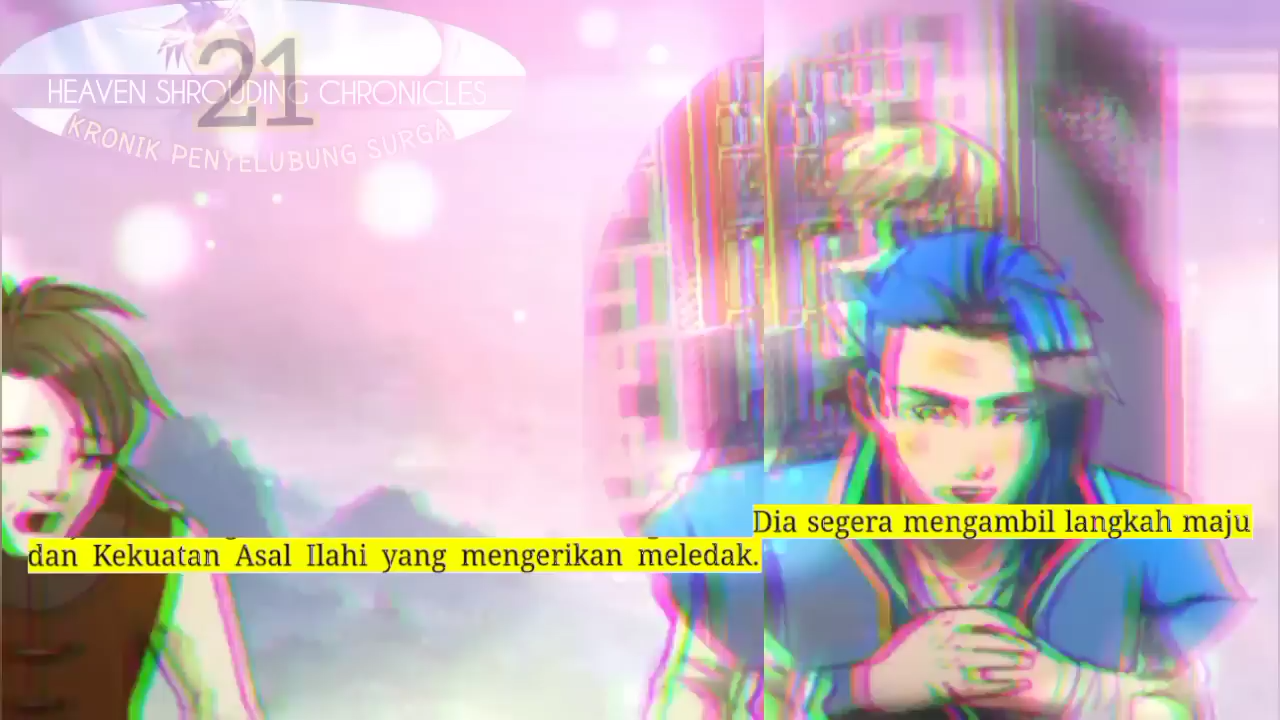 21
HEAVEN SHROUDING CHRONICLES
KRONIK PENYELUBUNG SURGA
Dia segera mengambil langkah maju
dan Kekuatan Asal Ilahi yang mengerikan meledak.